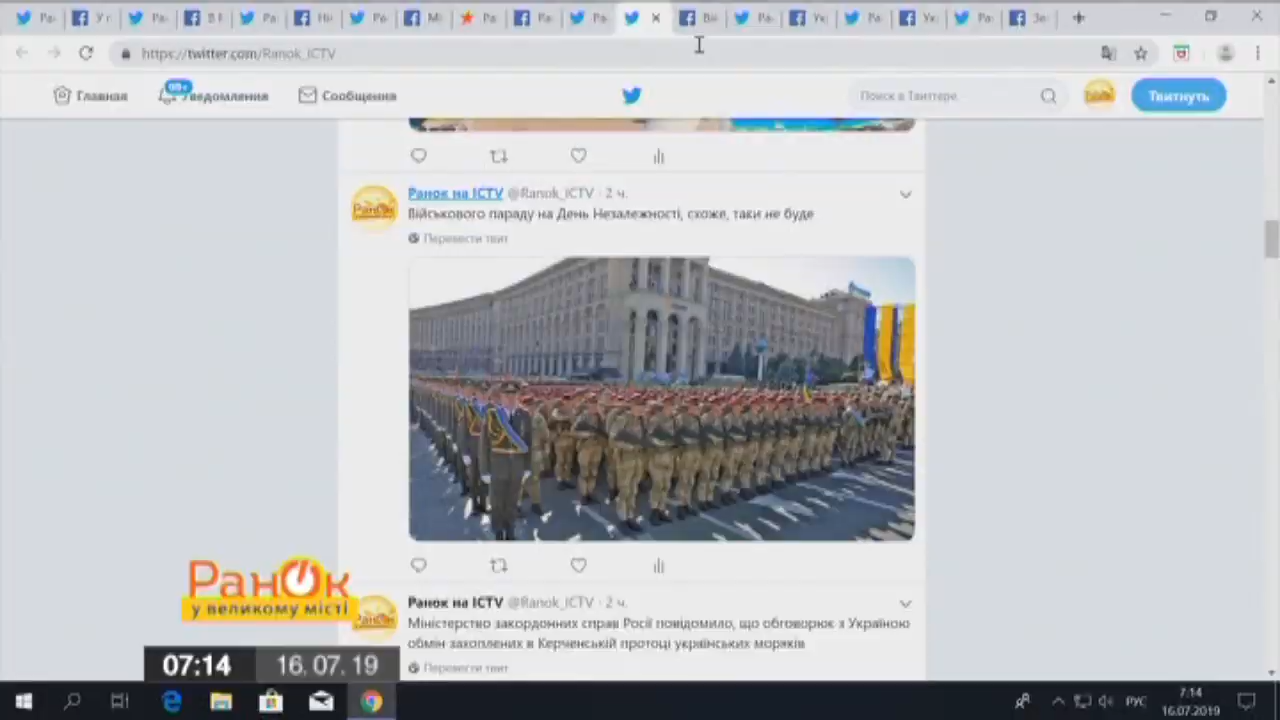 https://twitter.com/Ranok_ICTV
Главная
99+
Уведомления
Сообщения
Поиск в Твиттере
Твитнуть
Ранок на ICTV @Ranok_ICTV · 2 ч.
Військового параду на День Незалежності, схоже, таки не буде
Перевести твит
Ранок
у великому місті
Ранок на ICTV @Ranok_ICTV · 2 ч.
Міністерство закордонних справ Росії повідомило, що обговорює з Україною
обмін захоплених в Керченській протоці українських моряків
Перевести твит
07:14 16.07.19
РУС
7:14
16.07.2019